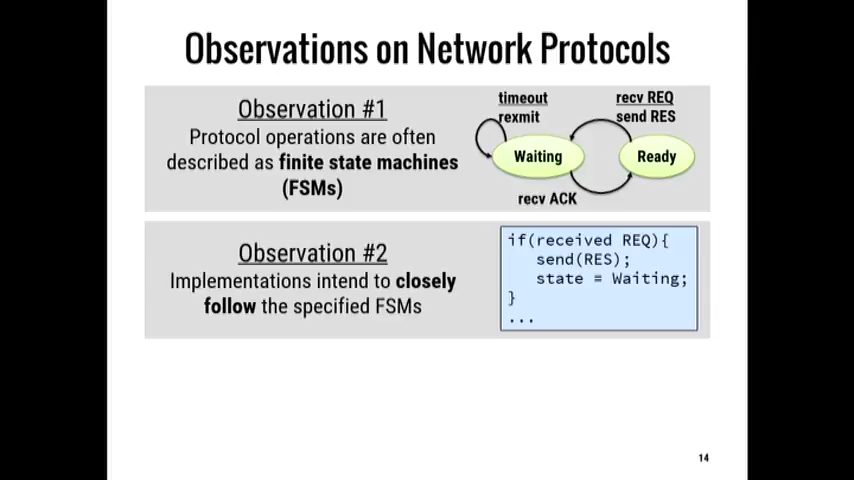 Observations on Network Protocols
Observation #1
Protocol operations are often
described as finite state machines
(FSMs)
timeout
rexmit
recv REQ
send RES
Waiting
Ready
recv ACK
Observation #2
Implementations intend to closely
follow the specified FSMs
if(received REQ){
send(RES);
state = Waiting;
}
...
14